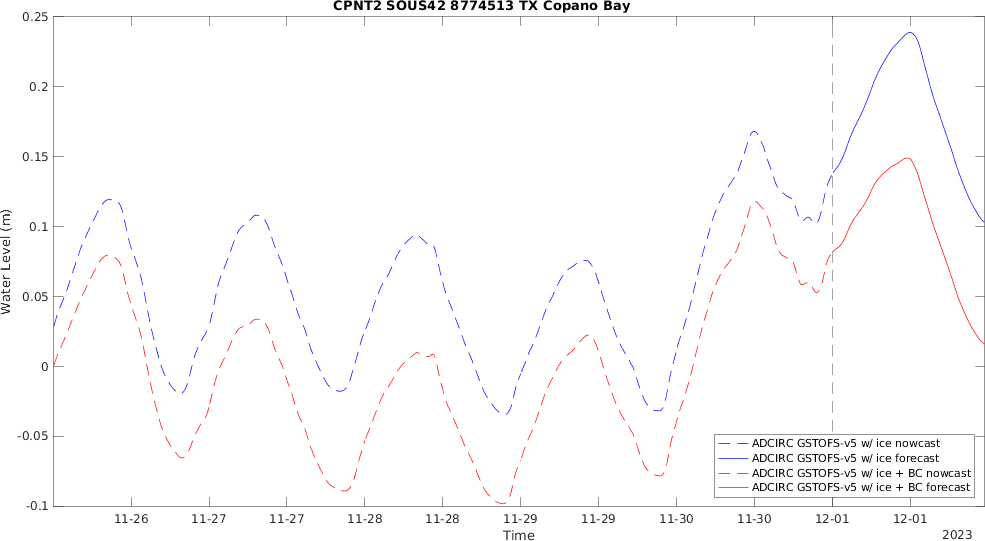 CPNT2 SOUS42 8774513 TX Copano Bay
0.25
0.2
0.15
0.1
0.05
0
-0.05
-0.1
Water Level (m)
11-26
11-27
11-27
11-28
11-28
11-29
11-29
11-30
11-30
12-01
12-01
Time
2023
ADCIRC GSTOFS-v5 w/ ice nowcast
ADCIRC GSTOFS-v5 w/ ice forecast
ADCIRC GSTOFS-v5 w/ ice + BC nowcast
ADCIRC GSTOFS-v5 w/ ice + BC forecast